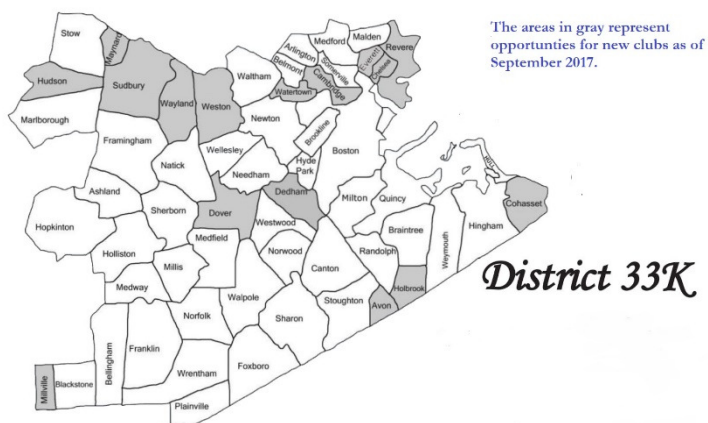 The areas in gray represent
opportunties for new clubs as of
September 2017.
Stow
Maynard
Hudson
Sudbury
Wayland
Weston
Waltham
Arlington
Belmont
Medford
Malden
Somerville
Everett
Chelsea
Revere
Cambridge
Watertown
Marlborough
Framingham
Natick
Wellesley
Newton
Brookline
Boston
Needham
Hyde
Park
Ashland
Sherborn
Dover
Dedham
Westwood
Milton
Quincy
Hull
Cohasset
Hopkinton
Holliston
Medfield
Norwood
Canton
Randolph
Braintree
Weymouth
Hingham
District 33K
Medway
Millis
Walpole
Sharon
Stoughton
Avon
Holbrook
Norfolk
Franklin
Bellingham
Wrentham
Foxboro
Millville
Blackstone
Plainville